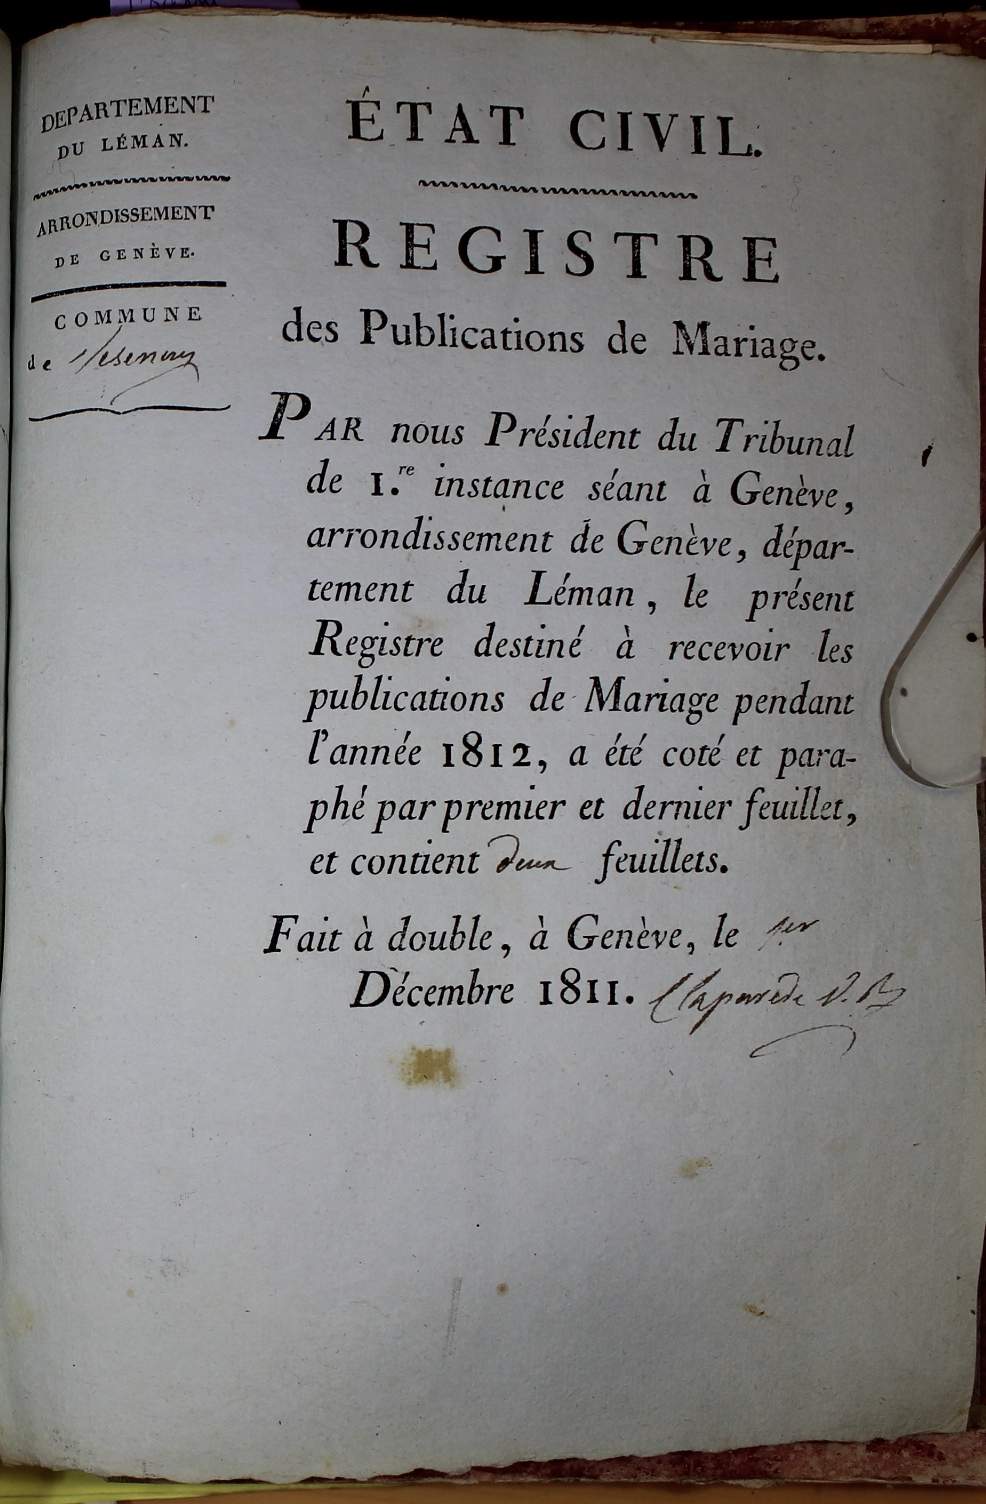 DEPARTEMENT
DU LÉMAN.
ARRONDISSEMENT
DE GENÈVE.
COMMUNE
de Vesenery
ÉTAT CIVIL.
REGISTRE
des Publications de Mariage.
PAR nous Président du Tribunal
de 1.re instance séant à Genève,
arrondissement de Genève, dépar-
tement du Léman, le présent
Registre destiné à recevoir les
publications de Mariage pendant
l'année 1812, a été coté et para-
phé par premier et dernier feuillet,
et contient deux feuillets.
Fait à double, à Genève, le 1er
Décembre 1811. Claparède V. P.